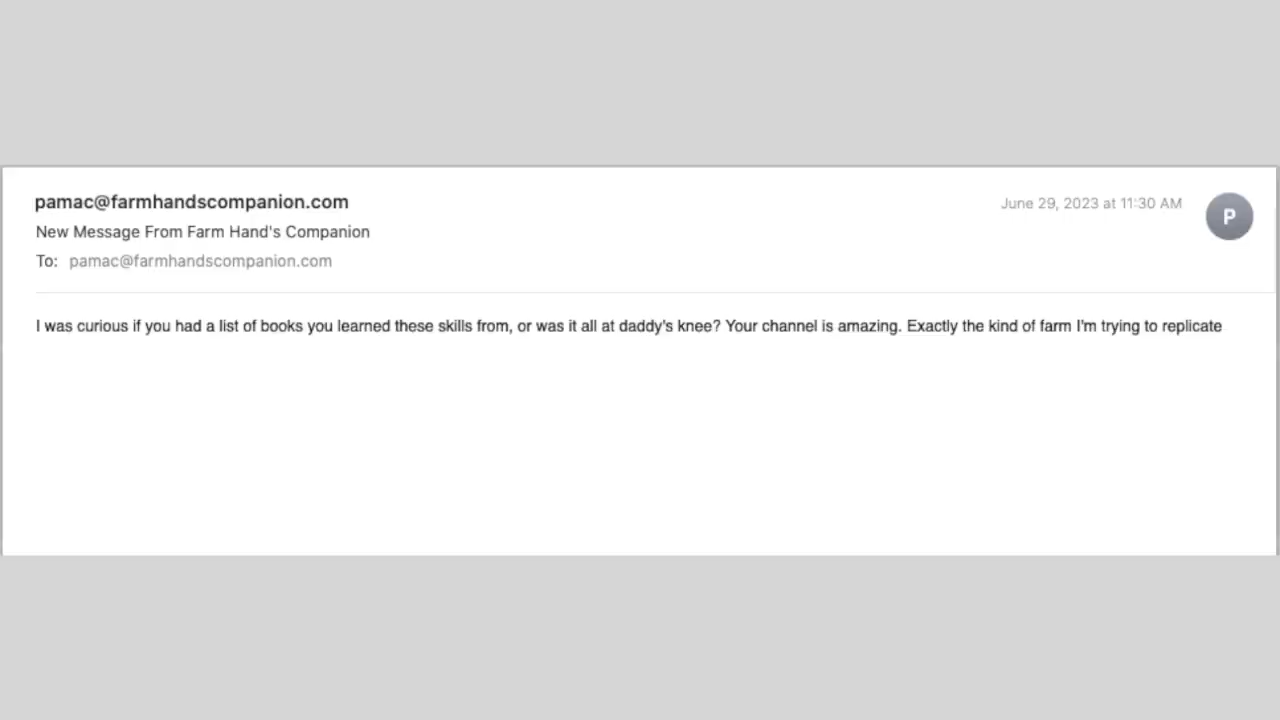 pamac@farmhandscompanion.com
June 29, 2023 at 11:30 AM
P
New Message From Farm Hand's Companion
To: pamac@farmhandscompanion.com
I was curious if you had a list of books you learned these skills from, or was it all at daddy's knee? Your channel is amazing. Exactly the kind of farm I'm trying to replicate